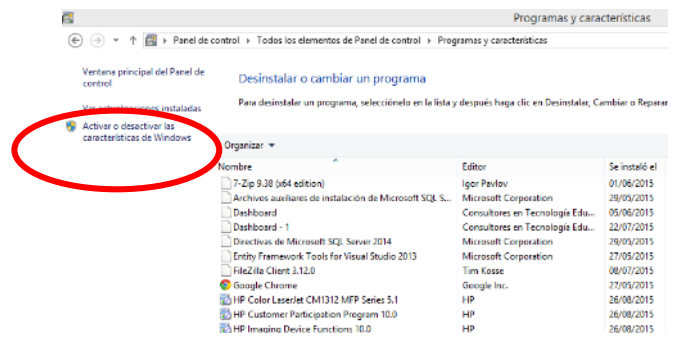 Programas y características
Panel de control ▸ Todos los elementos de Panel de control ▸ Programas y características
Ventana principal del Panel de control
Ver actualizaciones instaladas
Activar o desactivar las características de Windows
Desinstalar o cambiar un programa
Para desinstalar un programa, selecciónelo en la lista y después haga clic en Desinstalar, Cambiar o Reparar
Organizar
Nombre Editor Se instaló el
7-Zip 9.38 (x64 edition) Igor Pavlov 01/06/2015
Archivos auxiliares de instalación de Microsoft SQL S... Microsoft Corporation 29/05/2015
Dashboard Consultores en Tecnología Edu... 05/06/2015
Dashboard - 1 Consultores en Tecnología Edu... 22/07/2015
Directivas de Microsoft SQL Server 2014 Microsoft Corporation 29/05/2015
Entity Framework Tools for Visual Studio 2013 Microsoft Corporation 27/05/2015
FileZilla Client 3.12.0 Tim Kosse 08/07/2015
Google Chrome Google Inc. 27/05/2015
HP Color LaserJet CM1312 MFP Series 5.1 HP 26/08/2015
HP Customer Participation Program 10.0 HP 26/08/2015
HP Imaging Device Functions 10.0 HP 26/08/2015